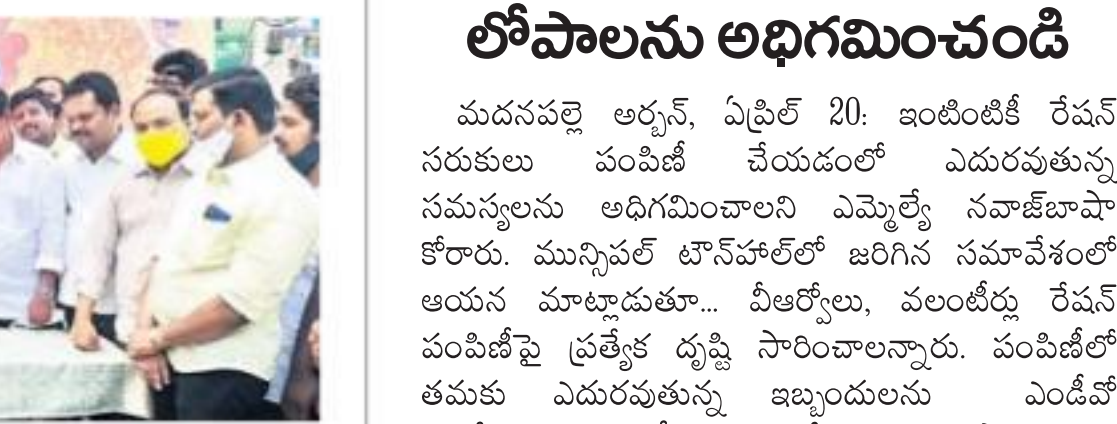 లోపాలను అధిగమించండి
మదనపల్లె అర్బన్, ఏప్రిల్ 20: ఇంటింటికీ రేషన్
సరుకులు పంపిణీ చేయడంలో ఎదురవుతున్న
సమస్యలను అధిగమించాలని ఎమ్మెల్యే నవాజ్‌బాషా
కోరారు. మున్సిపల్ టౌన్‌హాల్‌లో జరిగిన సమావేశంలో
ఆయన మాట్లాడుతూ... వీఆర్వోలు, వలంటీర్లు రేషన్
పంపిణీపై ప్రత్యేక దృష్టి సారించాలన్నారు. పంపిణీలో
తమకు ఎదురవుతున్న ఇబ్బందులను ఎండీవో